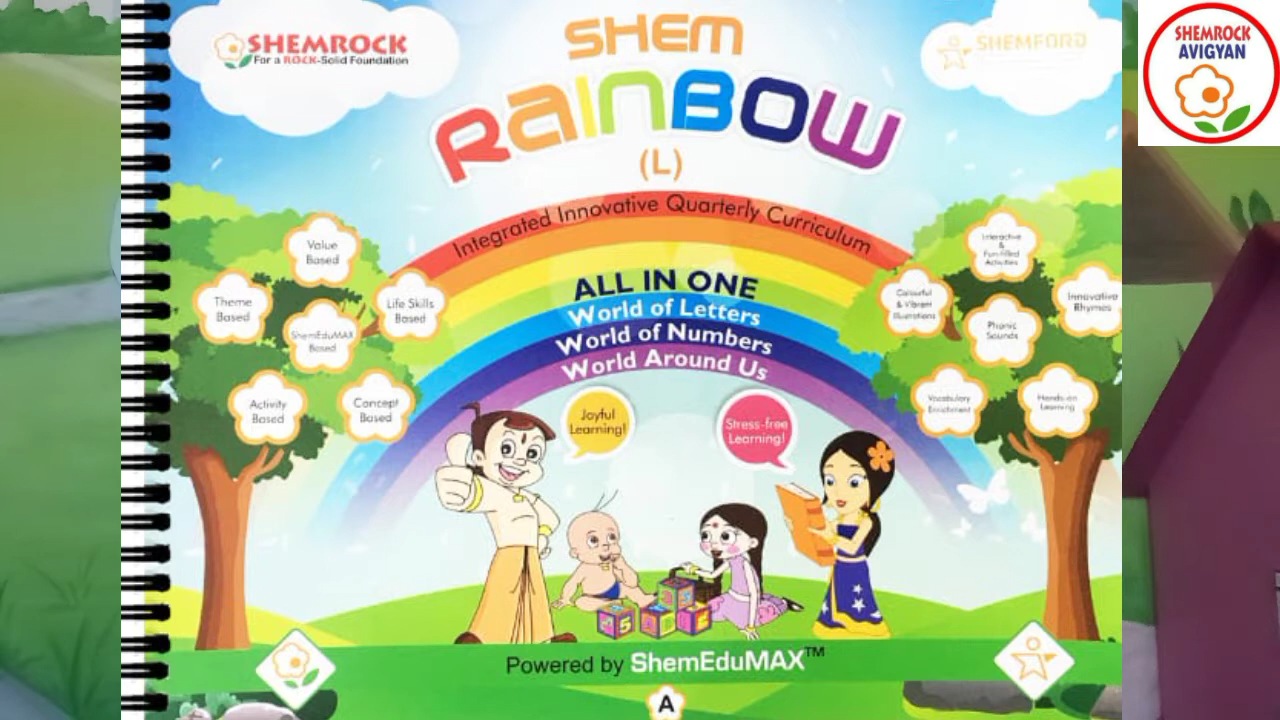 SHEMROCK
For a ROCK-Solid Foundation
SHEM
RAINBOW
(L)
SHEMFORD
SHEMROCK
AVIGYAN
Integrated Innovative Quarterly Curriculum
ALL IN ONE
World of Letters
World of Numbers
World Around Us
Value
Based
Theme
Based
Life Skills
Based
ShemEduMAX
Based
Activity
Based
Concept
Based
Interactive
&
Fun-filled
Activities
Colourful
& Vibrant
Illustrations
Innovative
Rhymes
Phonic
Sounds
Vocabulary
Enrichment
Hands-on
Learning
Joyful
Learning!
Stress-free
Learning!
Powered by ShemEduMAX™
A